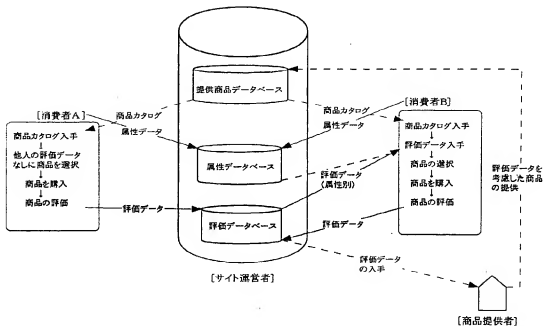 提供商品データベース
[消費者A]
商品カタログ
属性データ
商品カタログ入手
他人の評価データ
なしに商品を選択
商品を購入
商品の評価
属性データベース
[消費者B]
商品カタログ
属性データ
商品カタログ入手
評価データ入手
商品の選択
商品を購入
商品の評価
評価データを
考慮した商品
の提供
評価データ
評価データ
(属性別)
評価データベース
評価データ
評価データ
の入手
[サイト運営者]
[商品提供者]